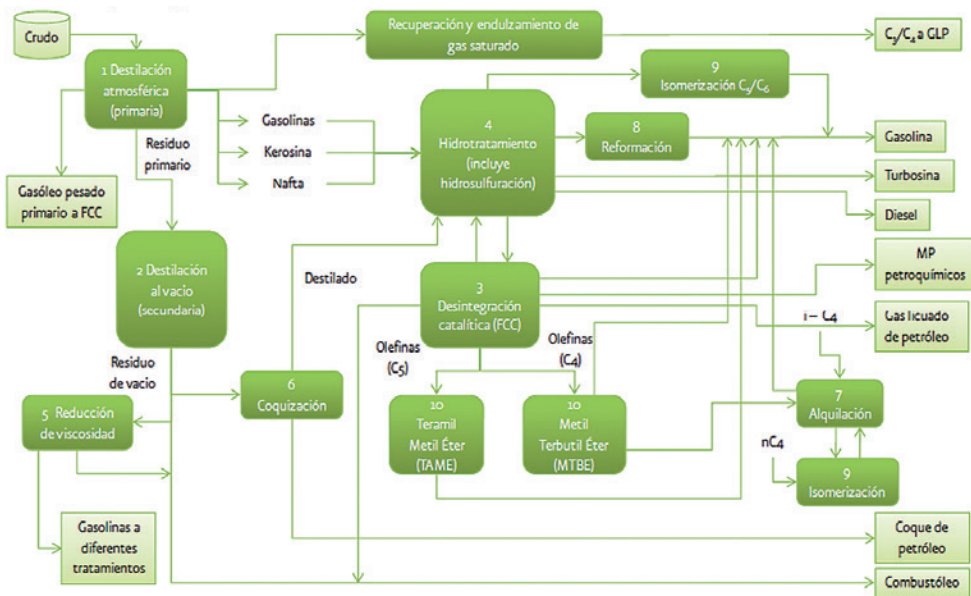 Crudo
Recuperación y endulzamiento de
gas saturado
C3/C4 a GLP
1 Destilación
atmosférica
(primaria)
9
Isomerización C5/C6
Gasolinas
Kerosina
Nafta
4
Hidrotratamiento
(incluye
hidrosulfuración)
8
Reformación
Gasolina
Residuo
primario
Turbosina
Gasóleo pesado
primario a FCC
Diesel
2 Destilación
al vacio
(secundaria)
Destilado
3
Desintegración
catalítica (FCC)
MP
petroquímicos
i – C4
Gas licuado
de petróleo
Olefinas
(C5)
Olefinas
(C4)
Residuo
de vacio
6
Coquización
5 Reducción
de viscosidad
10
Teramil
Metil Éter
(TAME)
10
Metil
Terbutil Éter
(MTBE)
7
Alquilación
nC4
9
Isomerización
Gasolinas a
diferentes
tratamientos
Coque de
petróleo
Combustóleo